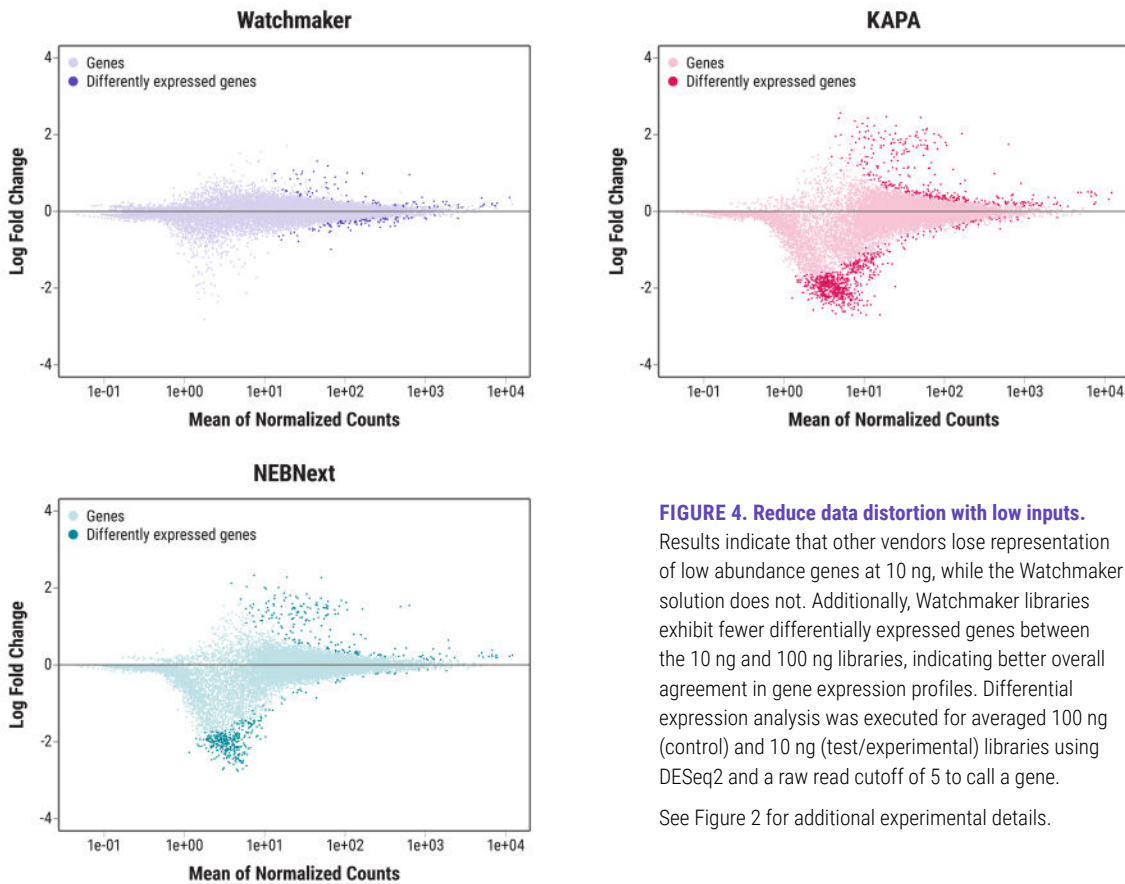 Watchmaker
4
2
0
-2
-4
Log Fold Change
Genes
Differently expressed genes
1e-01 1e+00 1e+01 1e+02 1e+03 1e+04
Mean of Normalized Counts
KAPA
4
2
0
-2
-4
Log Fold Change
Genes
Differently expressed genes
1e-01 1e+00 1e+01 1e+02 1e+03 1e+04
Mean of Normalized Counts
NEBNext
4
2
0
-2
-4
Log Fold Change
Genes
Differently expressed genes
1e-01 1e+00 1e+01 1e+02 1e+03 1e+04
Mean of Normalized Counts
FIGURE 4. Reduce data distortion with low inputs.
Results indicate that other vendors lose representation
of low abundance genes at 10 ng, while the Watchmaker
solution does not. Additionally, Watchmaker libraries
exhibit fewer differentially expressed genes between
the 10 ng and 100 ng libraries, indicating better overall
agreement in gene expression profiles. Differential
expression analysis was executed for averaged 100 ng
(control) and 10 ng (test/experimental) libraries using
DESeq2 and a raw read cutoff of 5 to call a gene.
See Figure 2 for additional experimental details.